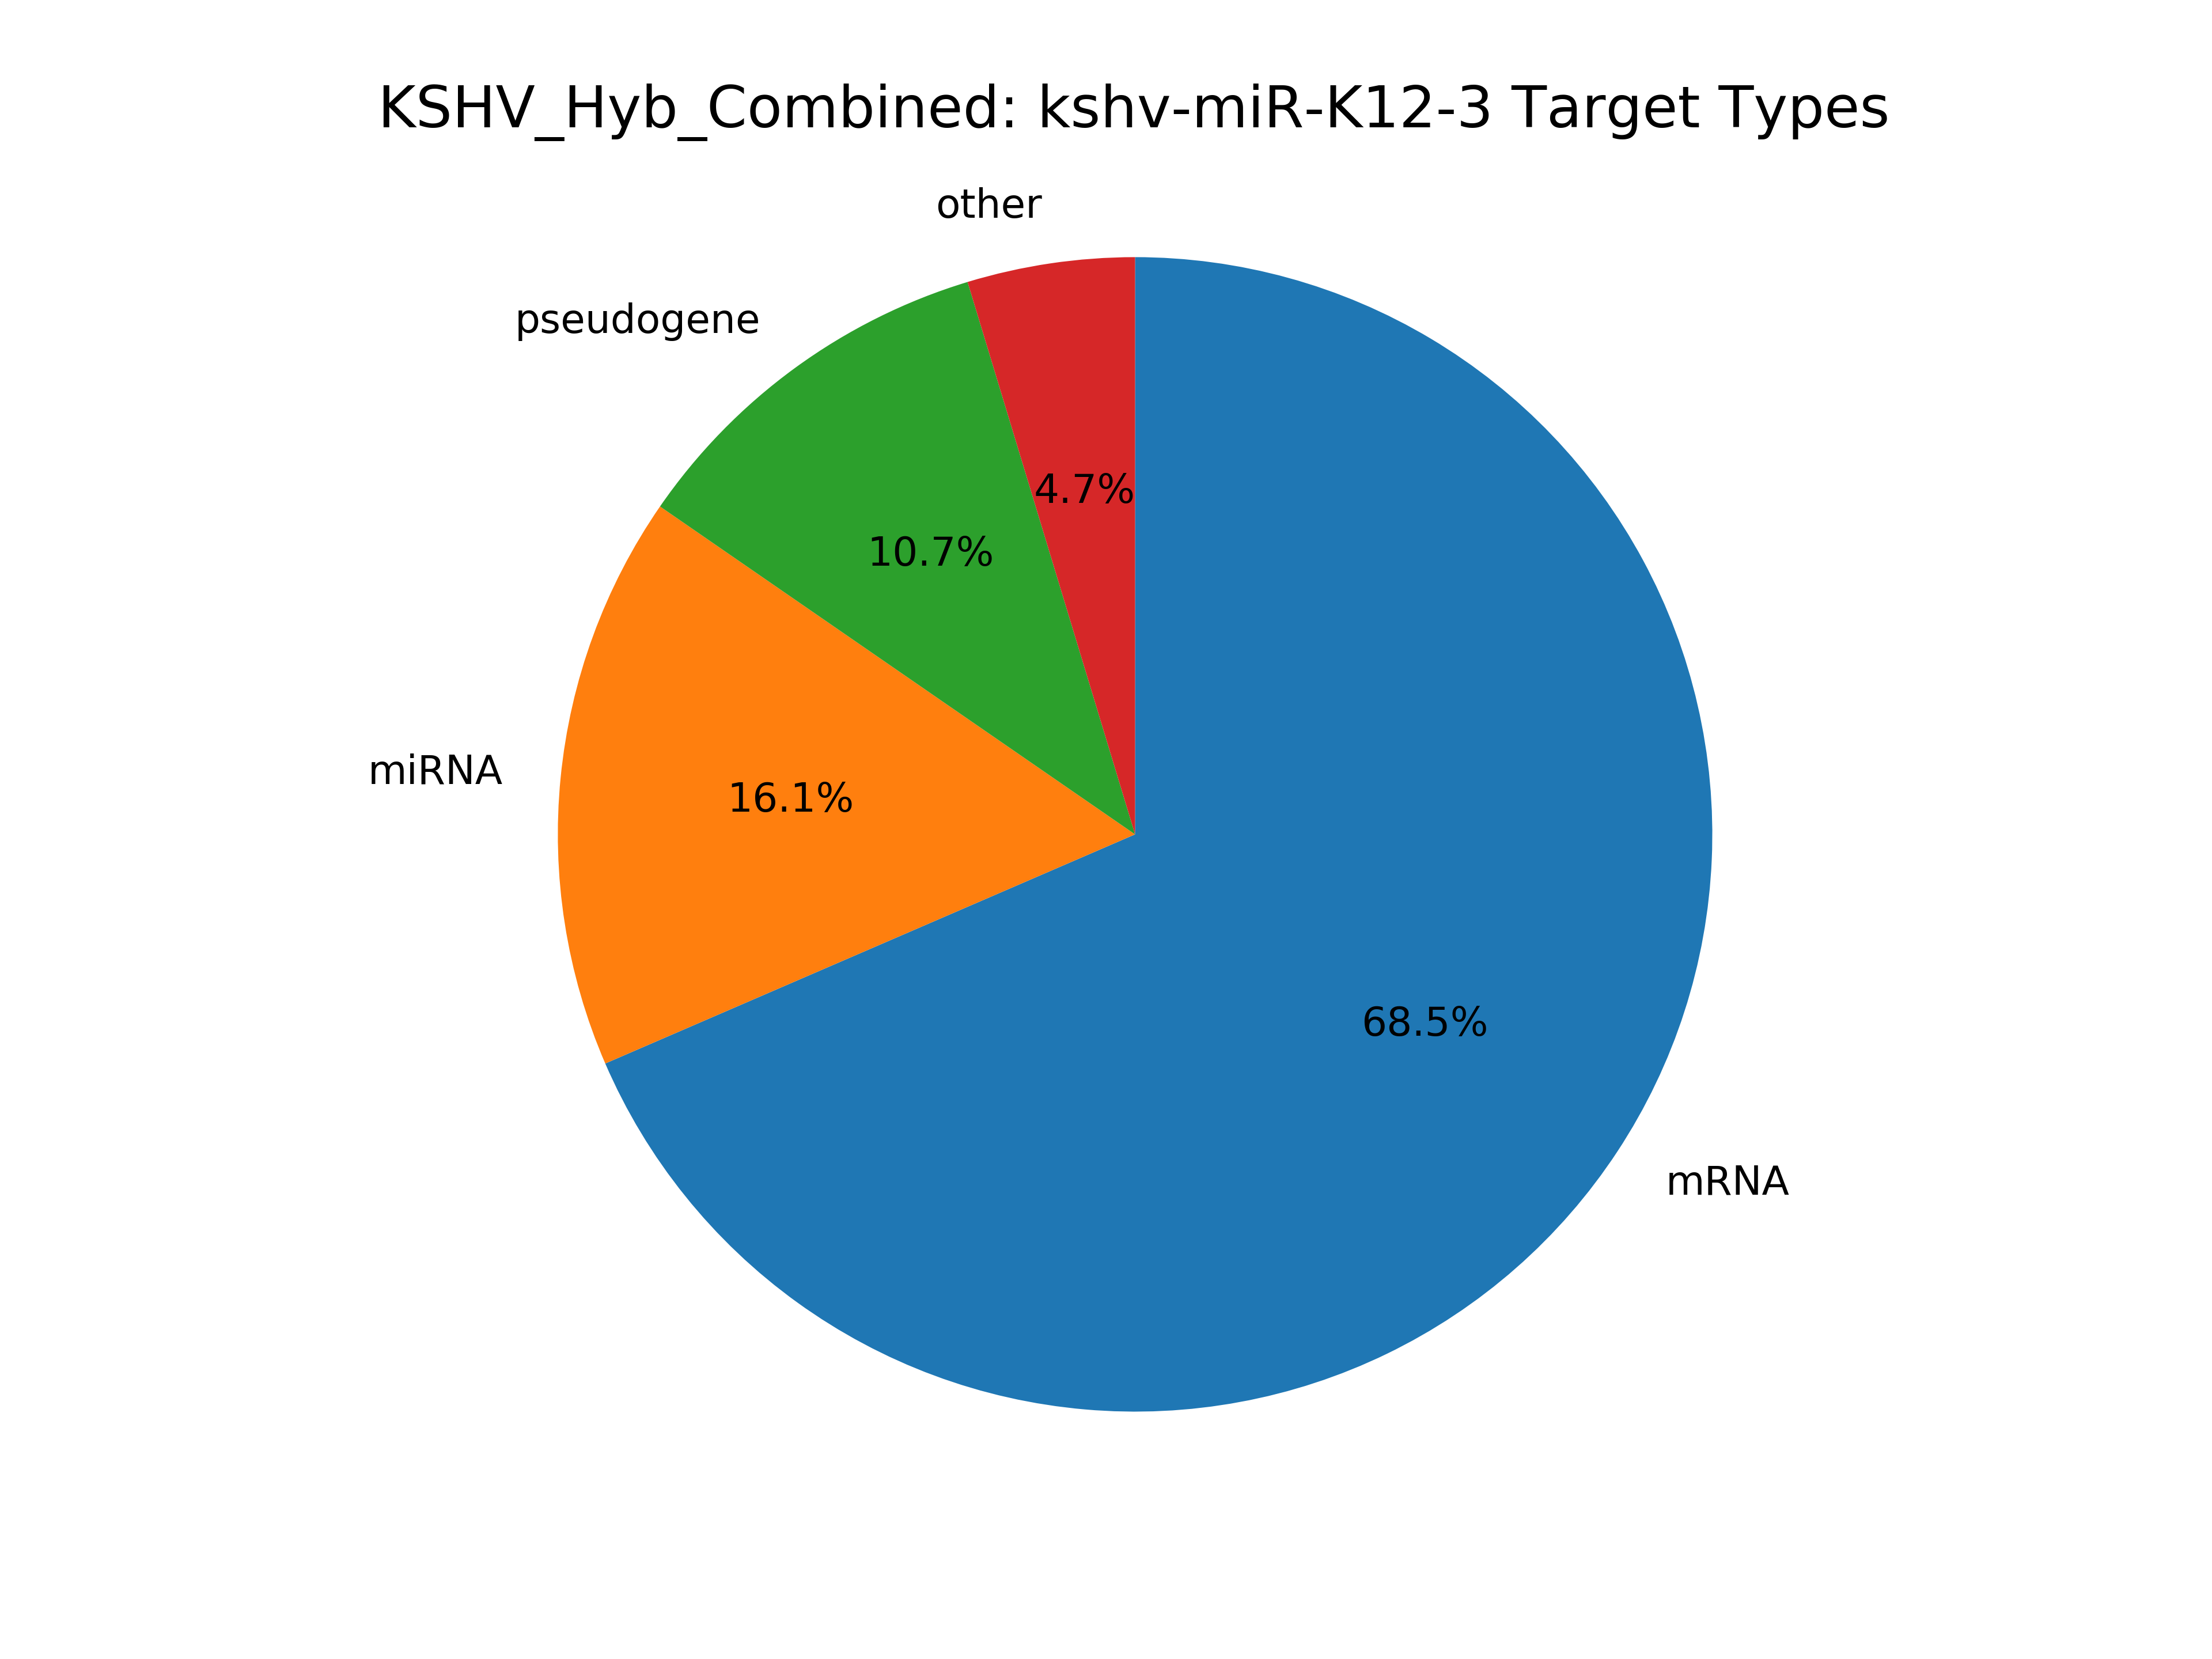 KSHV_Hyb_Combined: kshv-miR-K12-3 Target Types
other
pseudogene
4.7%
10.7%
miRNA
16.1%
68.5%
mRNA